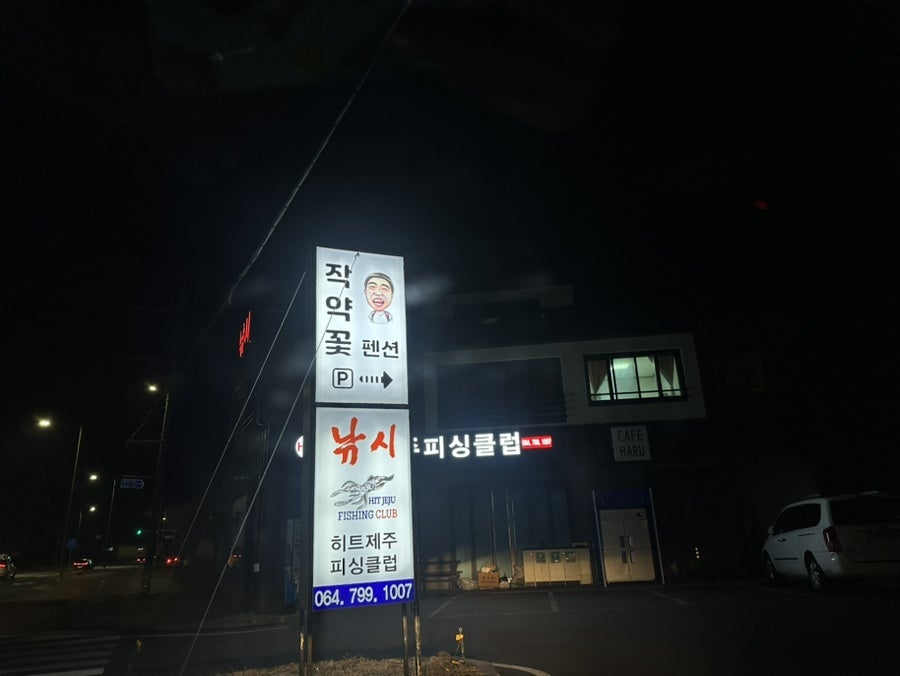 작약꽃
펜션
P
낚시
HIT JEJU
FISHING CLUB
히트제주
피싱클럽
064. 799. 1007
주피싱클럽
CAFE
HARU